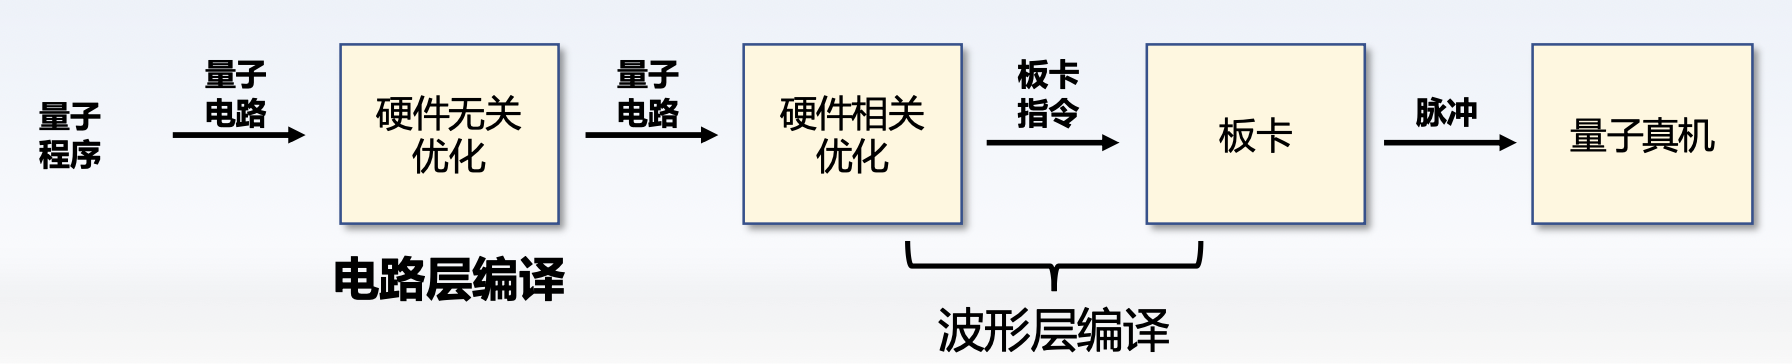 量子
程序
量子
电路
硬件无关
优化
量子
电路
硬件相关
优化
板卡
指令
板卡
脉冲
量子真机
电路层编译
波形层编译